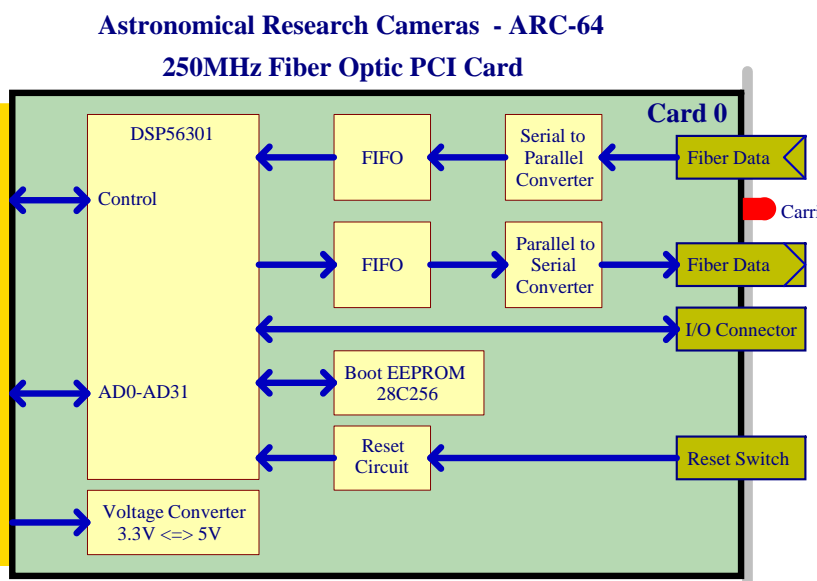 Astronomical Research Cameras - ARC-64
250MHz Fiber Optic PCI Card
Card 0
DSP56301
Control
AD0-AD31
FIFO
Serial to
Parallel
Converter
Fiber Data
FIFO
Parallel to
Serial
Converter
Fiber Data
I/O Connector
Boot EEPROM
28C256
Reset
Circuit
Reset Switch
Voltage Converter
3.3V <=> 5V